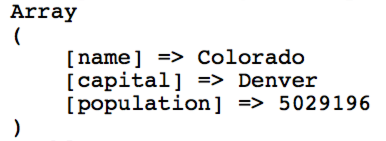 Array
(
    [name] => Colorado
    [capital] => Denver
    [population] => 5029196
)